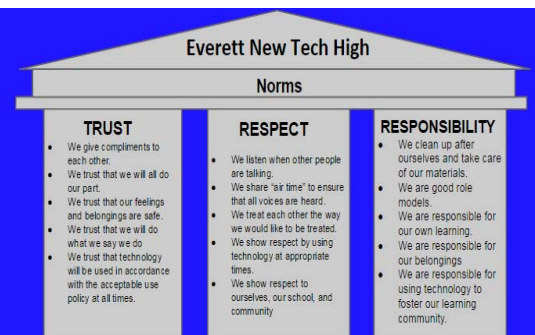 Everett New Tech High
Norms
TRUST
• We give compliments to
each other.
• We trust that we will all do
our part.
• We trust that our feelings
and belongings are safe.
• We trust that we will do
what we say we do
• We trust that technology
will be used in accordance
with the acceptable use
policy at all times.
RESPECT
• We listen when other people
are talking.
• We share “air time” to ensure
that all voices are heard.
• We treat each other the way
we would like to be treated.
• We show respect by using
technology at appropriate
times.
• We show respect to
ourselves, our school, and
community
RESPONSIBILITY
• We clean up after
ourselves and take care
of our materials.
• We are good role
models.
• We are responsible for
our own learning.
• We are responsible for
our belongings
• We are responsible for
using technology to
foster our learning
community.